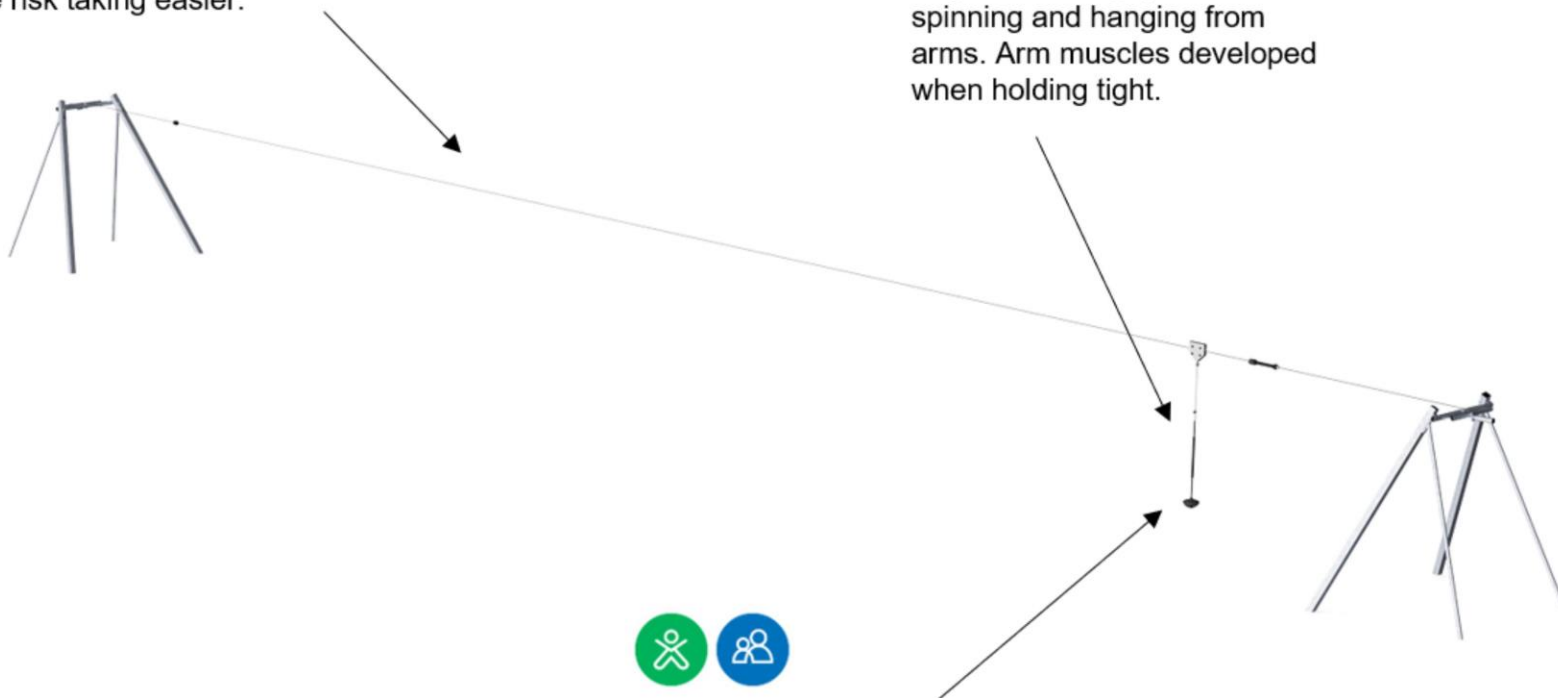 risk taking easier.
spinning and hanging from
arms. Arm muscles developed
when holding tight.